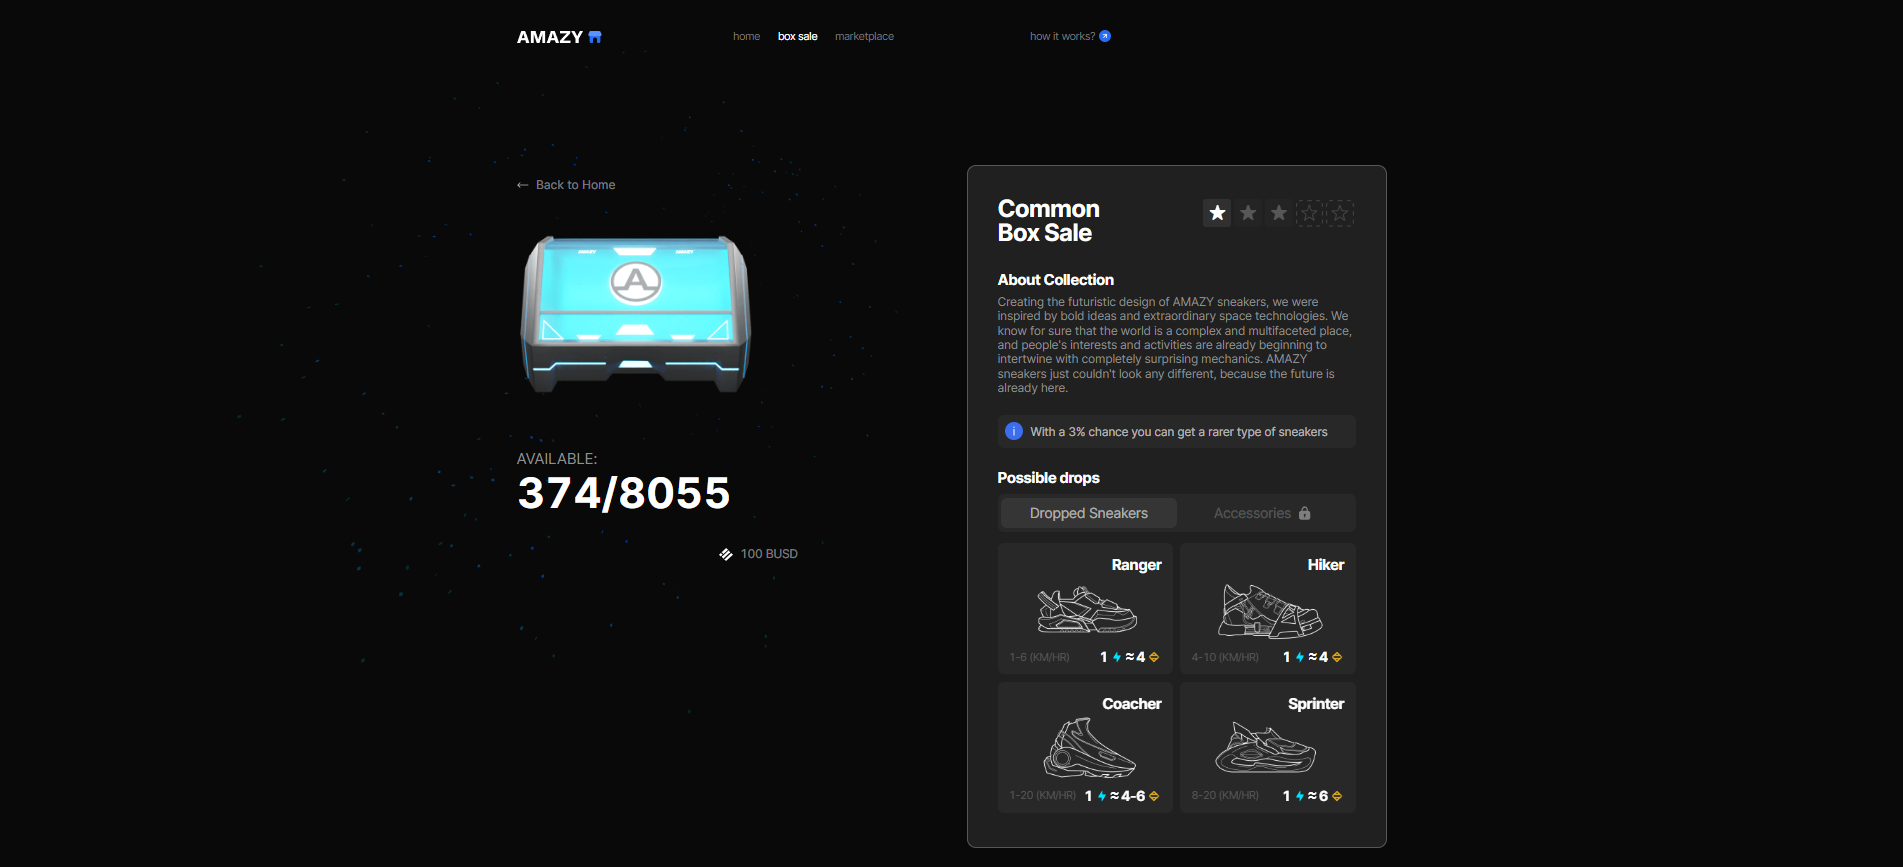 AMAZY
home
box sale
marketplace
how it works?
← Back to Home
AMAZY
AMAZY
A
AVAILABLE:
374/8055
100 BUSD
Common
Box Sale
About Collection
Creating the futuristic design of AMAZY sneakers, we were
inspired by bold ideas and extraordinary space technologies. We
know for sure that the world is a complex and multifaceted place,
and people's interests and activities are already beginning to
intertwine with completely surprising mechanics. AMAZY
sneakers just couldn't look any different, because the future is
already here.
With a 3% chance you can get a rarer type of sneakers
Possible drops
Dropped Sneakers
Accessories
Ranger
1-6 (KM/HR)
1 ≈ 4
Hiker
4-10 (KM/HR)
1 ≈ 4
Coacher
1-20 (KM/HR)
1 ≈ 4-6
Sprinter
8-20 (KM/HR)
1 ≈ 6